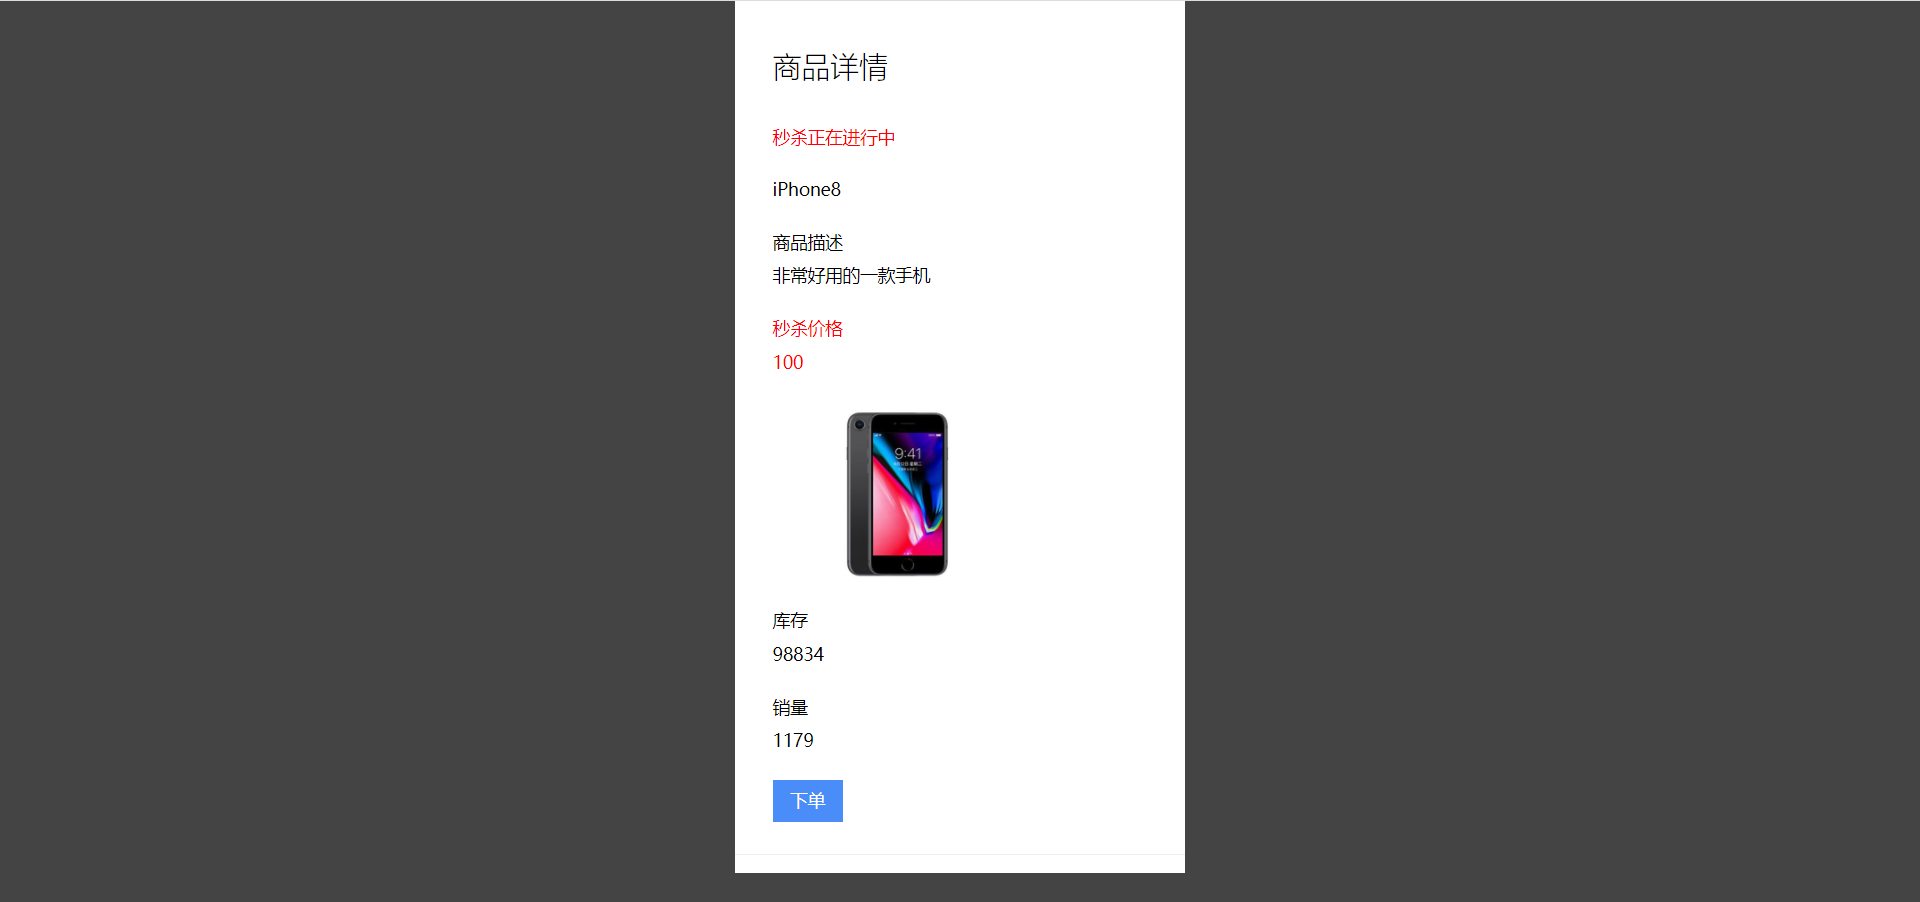 商品详情
秒杀正在进行中
iPhone8
商品描述
非常好用的一款手机
秒杀价格
100
9:41
库存
98834
销量
1179
下单